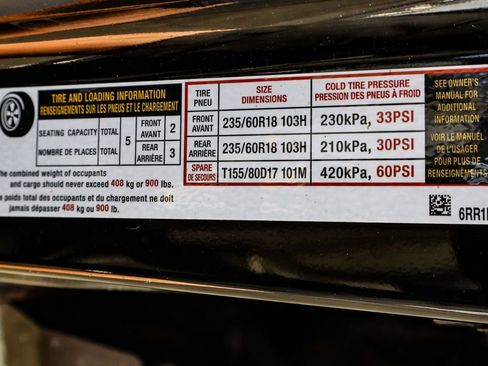 TIRE AND LOADING INFORMATION
RENSEIGNEMENTS SUR LES PNEUS ET LE CHARGEMENT
SEATING CAPACITY TOTAL 5 FRONT AVANT 2
NOMBRE DE PLACES TOTAL REAR ARRIÈRE 3
The combined weight of occupants
and cargo should never exceed 408 kg or 900 lbs.
poids total des occupants et du chargement ne doit
jamais dépasser 408 kg ou 900 lb.
TIRE PNEU SIZE DIMENSIONS COLD TIRE PRESSURE PRESSION DES PNEUS À FROID
FRONT AVANT 235/60R18 103H 230kPa, 33PSI
REAR ARRIÈRE 235/60R18 103H 210kPa, 30PSI
SPARE DE SECOURS T155/80D17 101M 420kPa, 60PSI
SEE OWNER'S
MANUAL FOR
ADDITIONAL
INFORMATION
VOIR LE MANUEL
DE L'USAGER
POUR PLUS DE
RENSEIGNEMENTS
6RR1